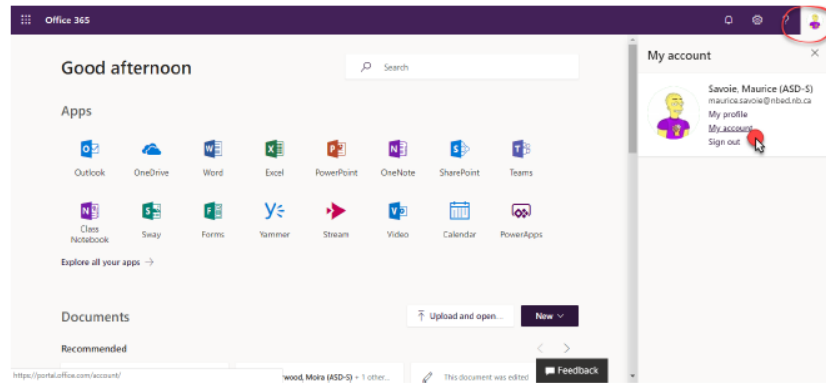 Office 365
?
Good afternoon
Search
Apps
Outlook
OneDrive
Word
Excel
PowerPoint
OneNote
SharePoint
Teams
Class
Notebook
Sway
Forms
Yammer
Stream
Video
Calendar
PowerApps
Explore all your apps →
Documents
Upload and open...
New
Recommended
wood, Moira (ASD-S) + 1 other...
This document was edited
Feedback
https://portal.office.com/account/
My account
Savoie, Maurice (ASD-S)
maurice.savoie@nbed.nb.ca
My profile
My account
Sign out